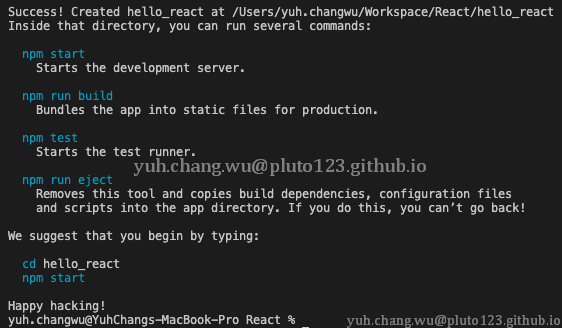 Success! Created hello_react at /Users/yuh.changwu/Workspace/React/hello_react
Inside that directory, you can run several commands:
npm start
Starts the development server.
npm run build
Bundles the app into static files for production.
npm test
Starts the test runner.
yuh.chang.wu@pluto123.github.io
npm run eject
Removes this tool and copies build dependencies, configuration files
and scripts into the app directory. If you do this, you can’t go back!
We suggest that you begin by typing:
cd hello_react
npm start
Happy hacking!
yuh.changwu@YuhChangs-MacBook-Pro React % _
yuh.chang.wu@pluto123.github.io